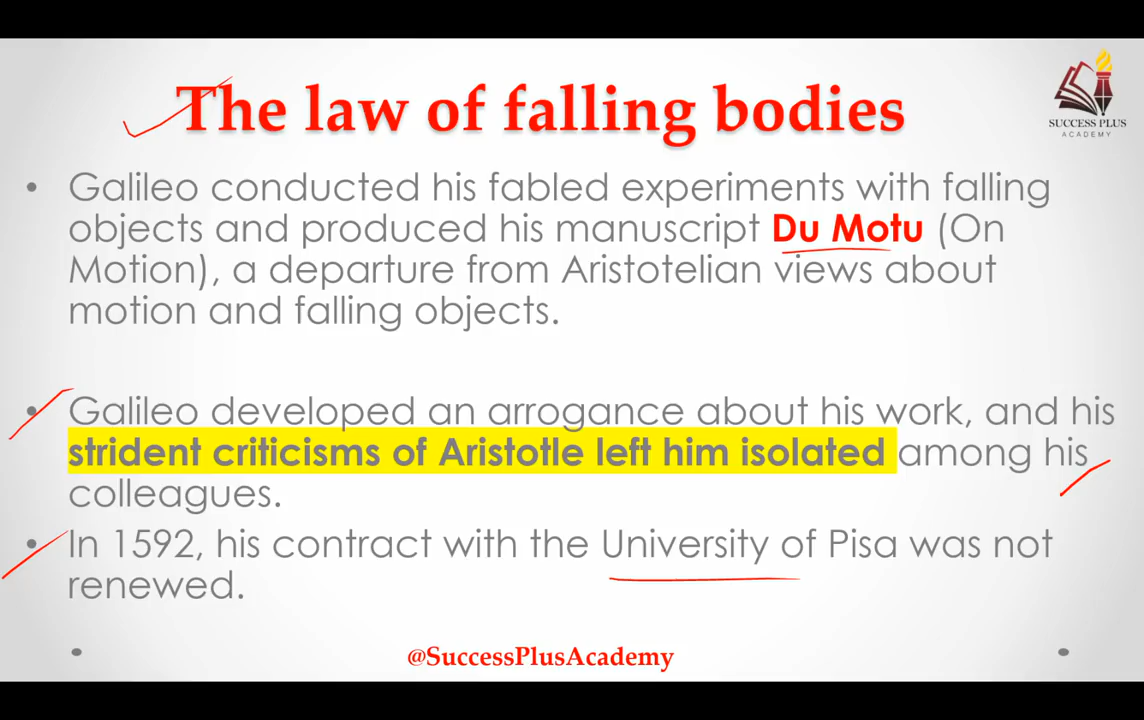 The law of falling bodies
SUCCESS PLUS
ACADEMY
• Galileo conducted his fabled experiments with falling
objects and produced his manuscript Du Motu (On
Motion), a departure from Aristotelian views about
motion and falling objects.
• Galileo developed an arrogance about his work, and his
strident criticisms of Aristotle left him isolated among his
colleagues.
• In 1592, his contract with the University of Pisa was not
renewed.
@SuccessPlusAcademy